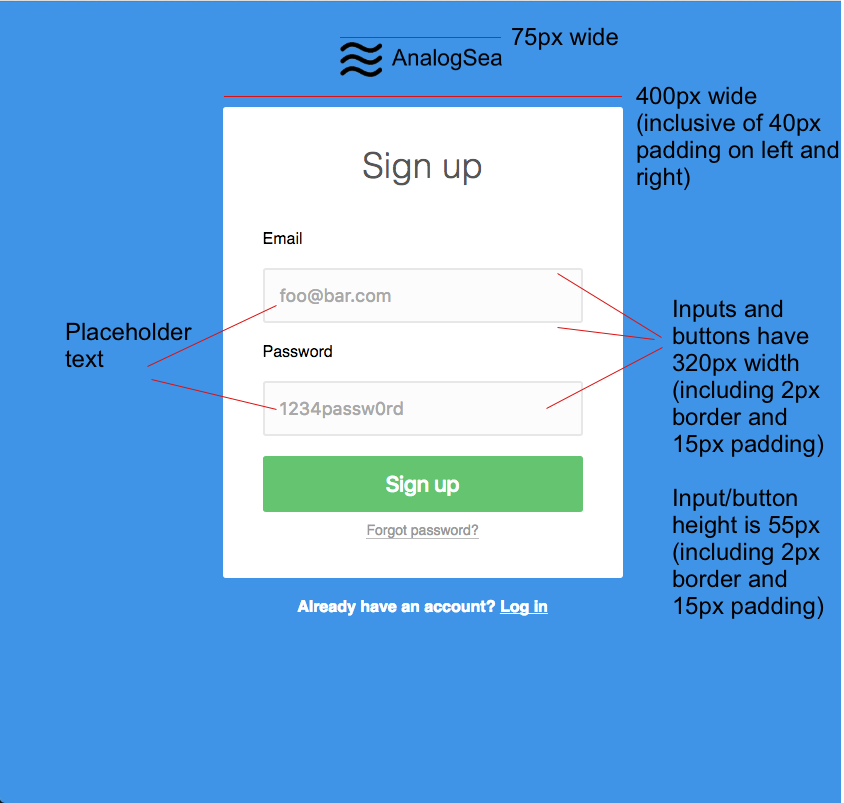 75px wide
AnalogSea
400px wide
(inclusive of 40px
padding on left and
right)
Sign up
Email
foo@bar.com
Placeholder
text
Password
1234passw0rd
Inputs and
buttons have
320px width
(including 2px
border and
15px padding)
Sign up
Forgot password?
Input/button
height is 55px
(including 2px
border and
15px padding)
Already have an account? Log in